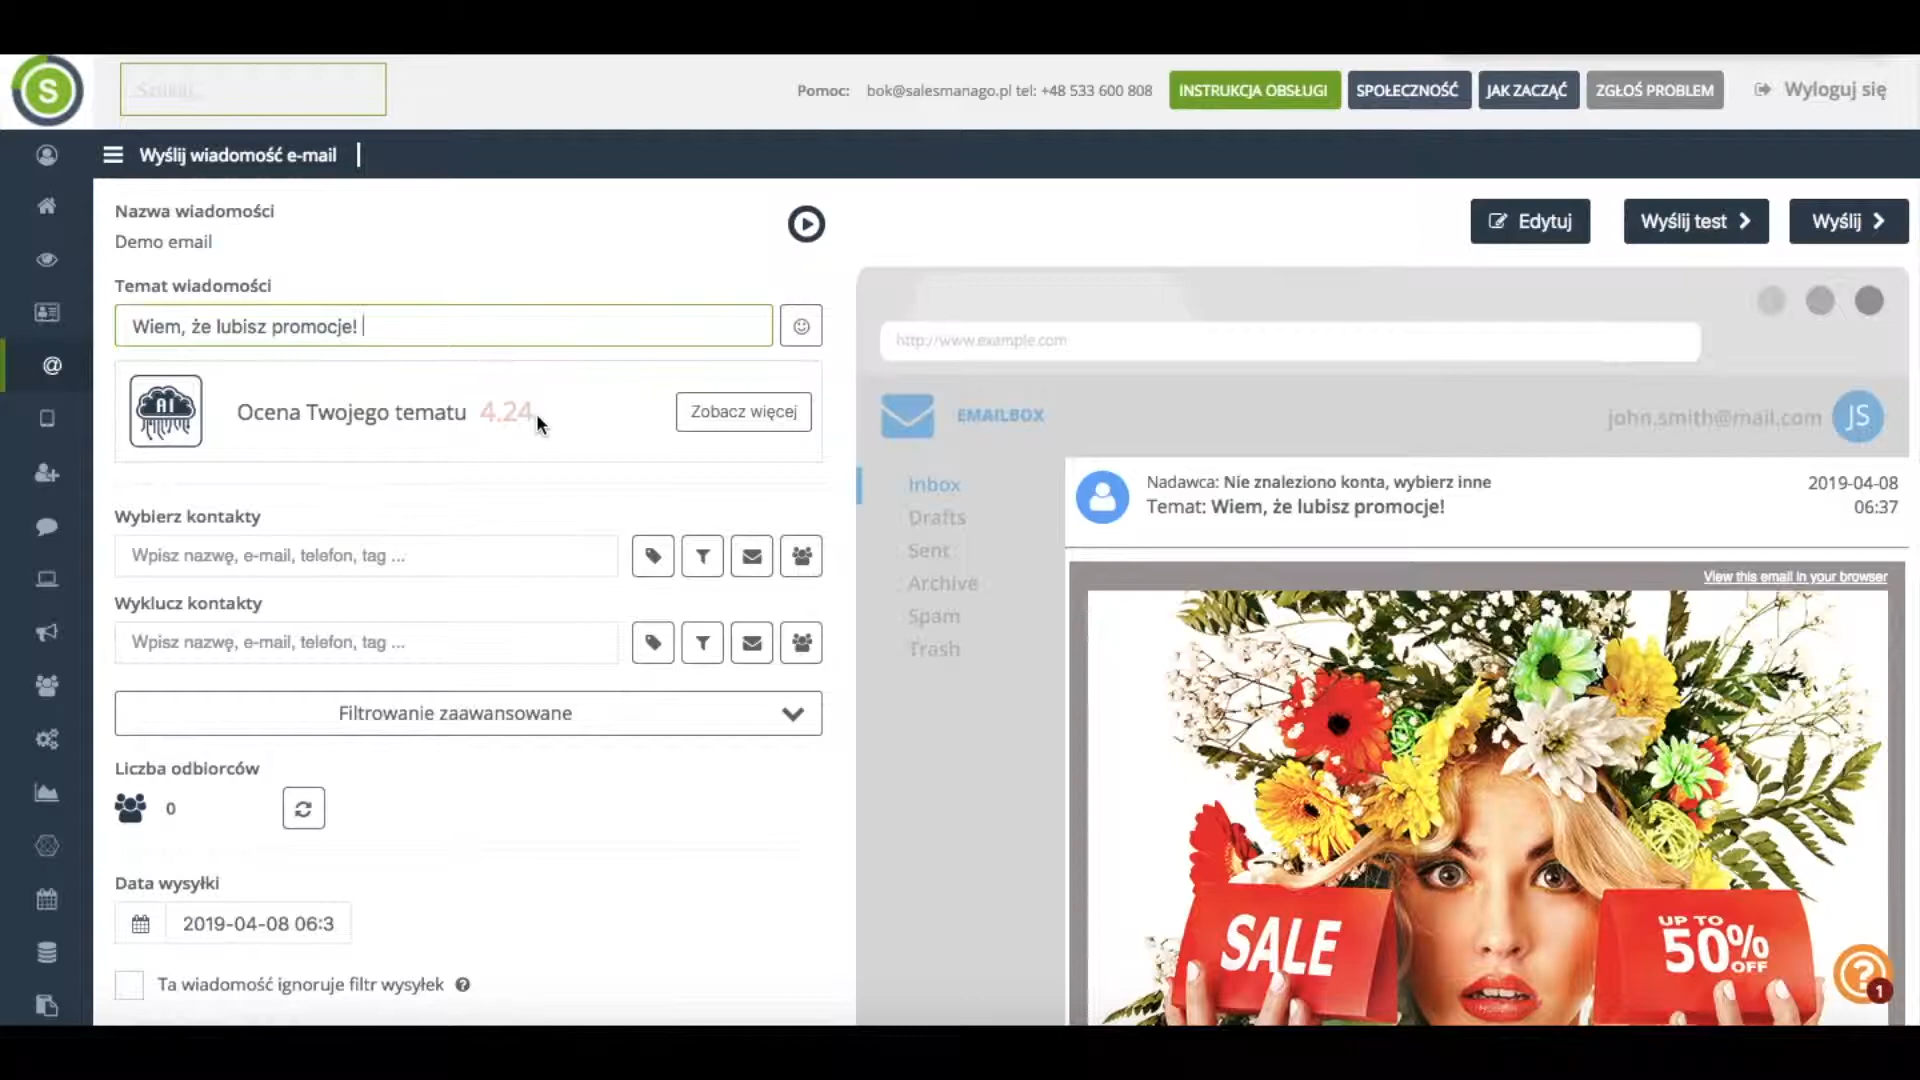 S
Szukaj...
Pomoc: bok@salesmanago.pl tel: +48 533 600 808
INSTRUKCJA OBSŁUGI
SPOŁECZNOŚĆ
JAK ZACZĄĆ
ZGŁOŚ PROBLEM
Wyloguj się
Wyślij wiadomość e-mail
Nazwa wiadomości
Demo email
Edytuj
Wyślij test
Wyślij
Temat wiadomości
Wiem, że lubisz promocje!
AI
Ocena Twojego tematu 4.24
Zobacz więcej
Wybierz kontakty
Wpisz nazwę, e-mail, telefon, tag ...
Wyklucz kontakty
Wpisz nazwę, e-mail, telefon, tag ...
Filtrowanie zaawansowane
Liczba odbiorców
0
Data wysyłki
2019-04-08 06:3
Ta wiadomość ignoruje filtr wysyłek
http://www.example.com
EMAILBOX
john.smith@mail.com
JS
Inbox
Drafts
Sent
Archive
Spam
Trash
Nadawca: Nie znaleziono konta, wybierz inne
Temat: Wiem, że lubisz promocje!
2019-04-08
06:37
View this email in your browser
SALE
UP TO
50%
OFF
1